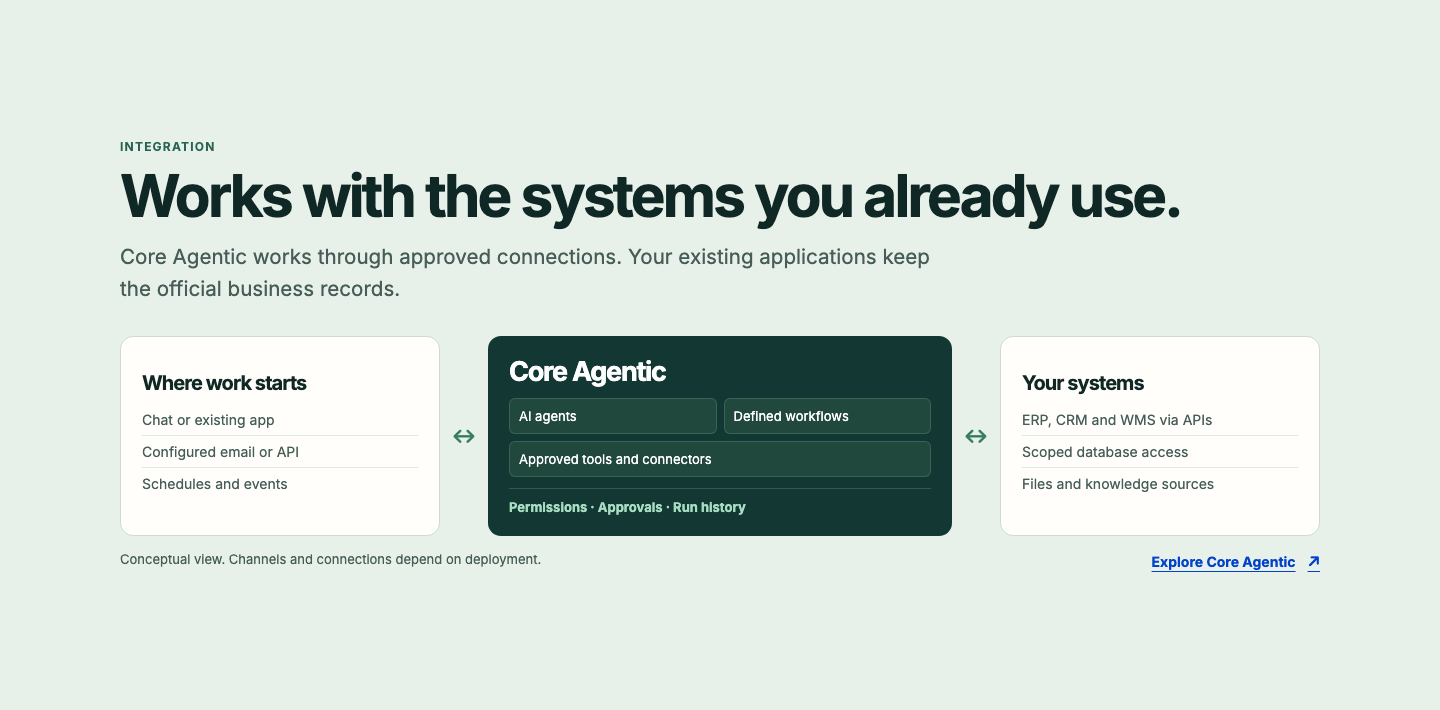 INTEGRATION
Works with the systems you already use.
Core Agentic works through approved connections. Your existing applications keep
the official business records.
Where work starts
Chat or existing app
Configured email or API
Schedules and events
Core Agentic
AI agents
Defined workflows
Approved tools and connectors
Permissions · Approvals · Run history
Your systems
ERP, CRM and WMS via APIs
Scoped database access
Files and knowledge sources
Conceptual view. Channels and connections depend on deployment.
Explore Core Agentic